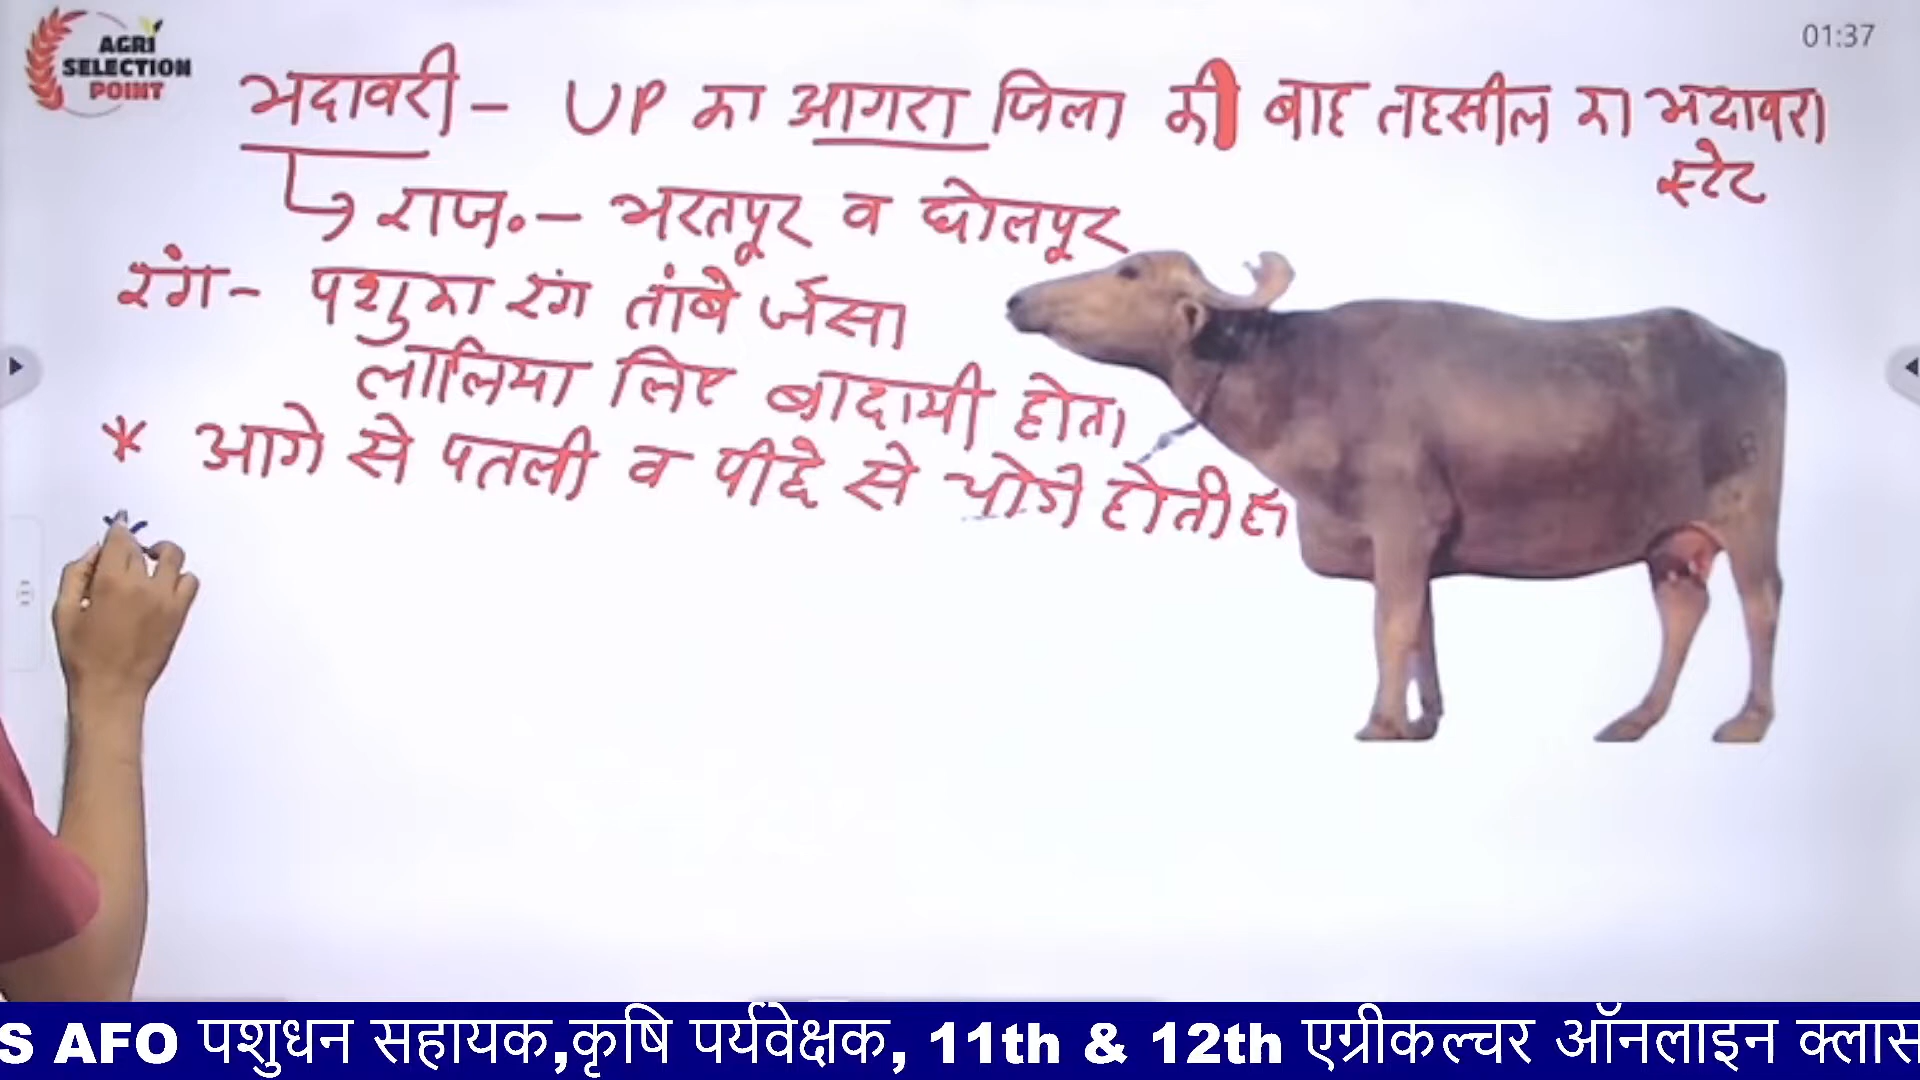 AGRI
SELECTION
POINT
01:37
भदावरी - UP का आगरा जिला की बाह तहसील का भदावरा
स्टेट
राज. - भरतपूर व धोलपूर
रंग - पशु का रंग तांबे जैसा
लालिमा लिए बादामी होता
* आगे से पतली व पीछे से चोडी होती है
*
S AFO पशुधन सहायक,कृषि पर्यवेक्षक, 11th & 12th एग्रीकल्चर ऑनलाइन क्लास